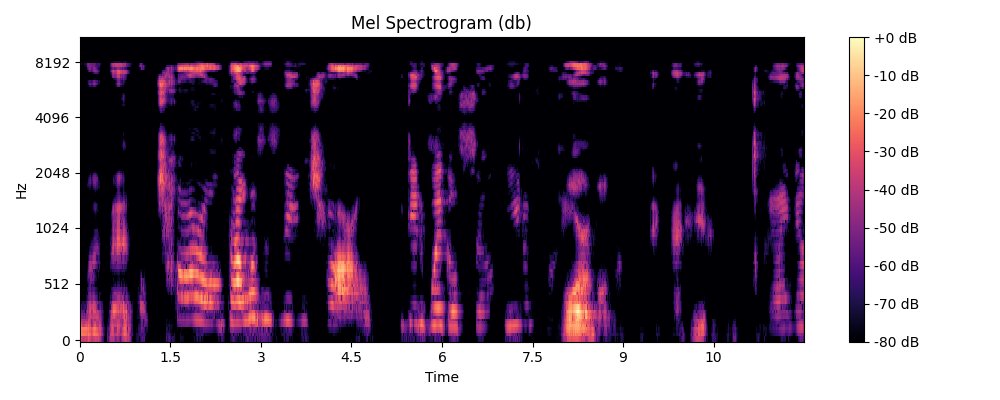 Mel Spectrogram (db)
Hz
8192
4096
2048
1024
512
0
0 1.5 3 4.5 6 7.5 9 10
Time
+0 dB
-10 dB
-20 dB
-30 dB
-40 dB
-50 dB
-60 dB
-70 dB
-80 dB